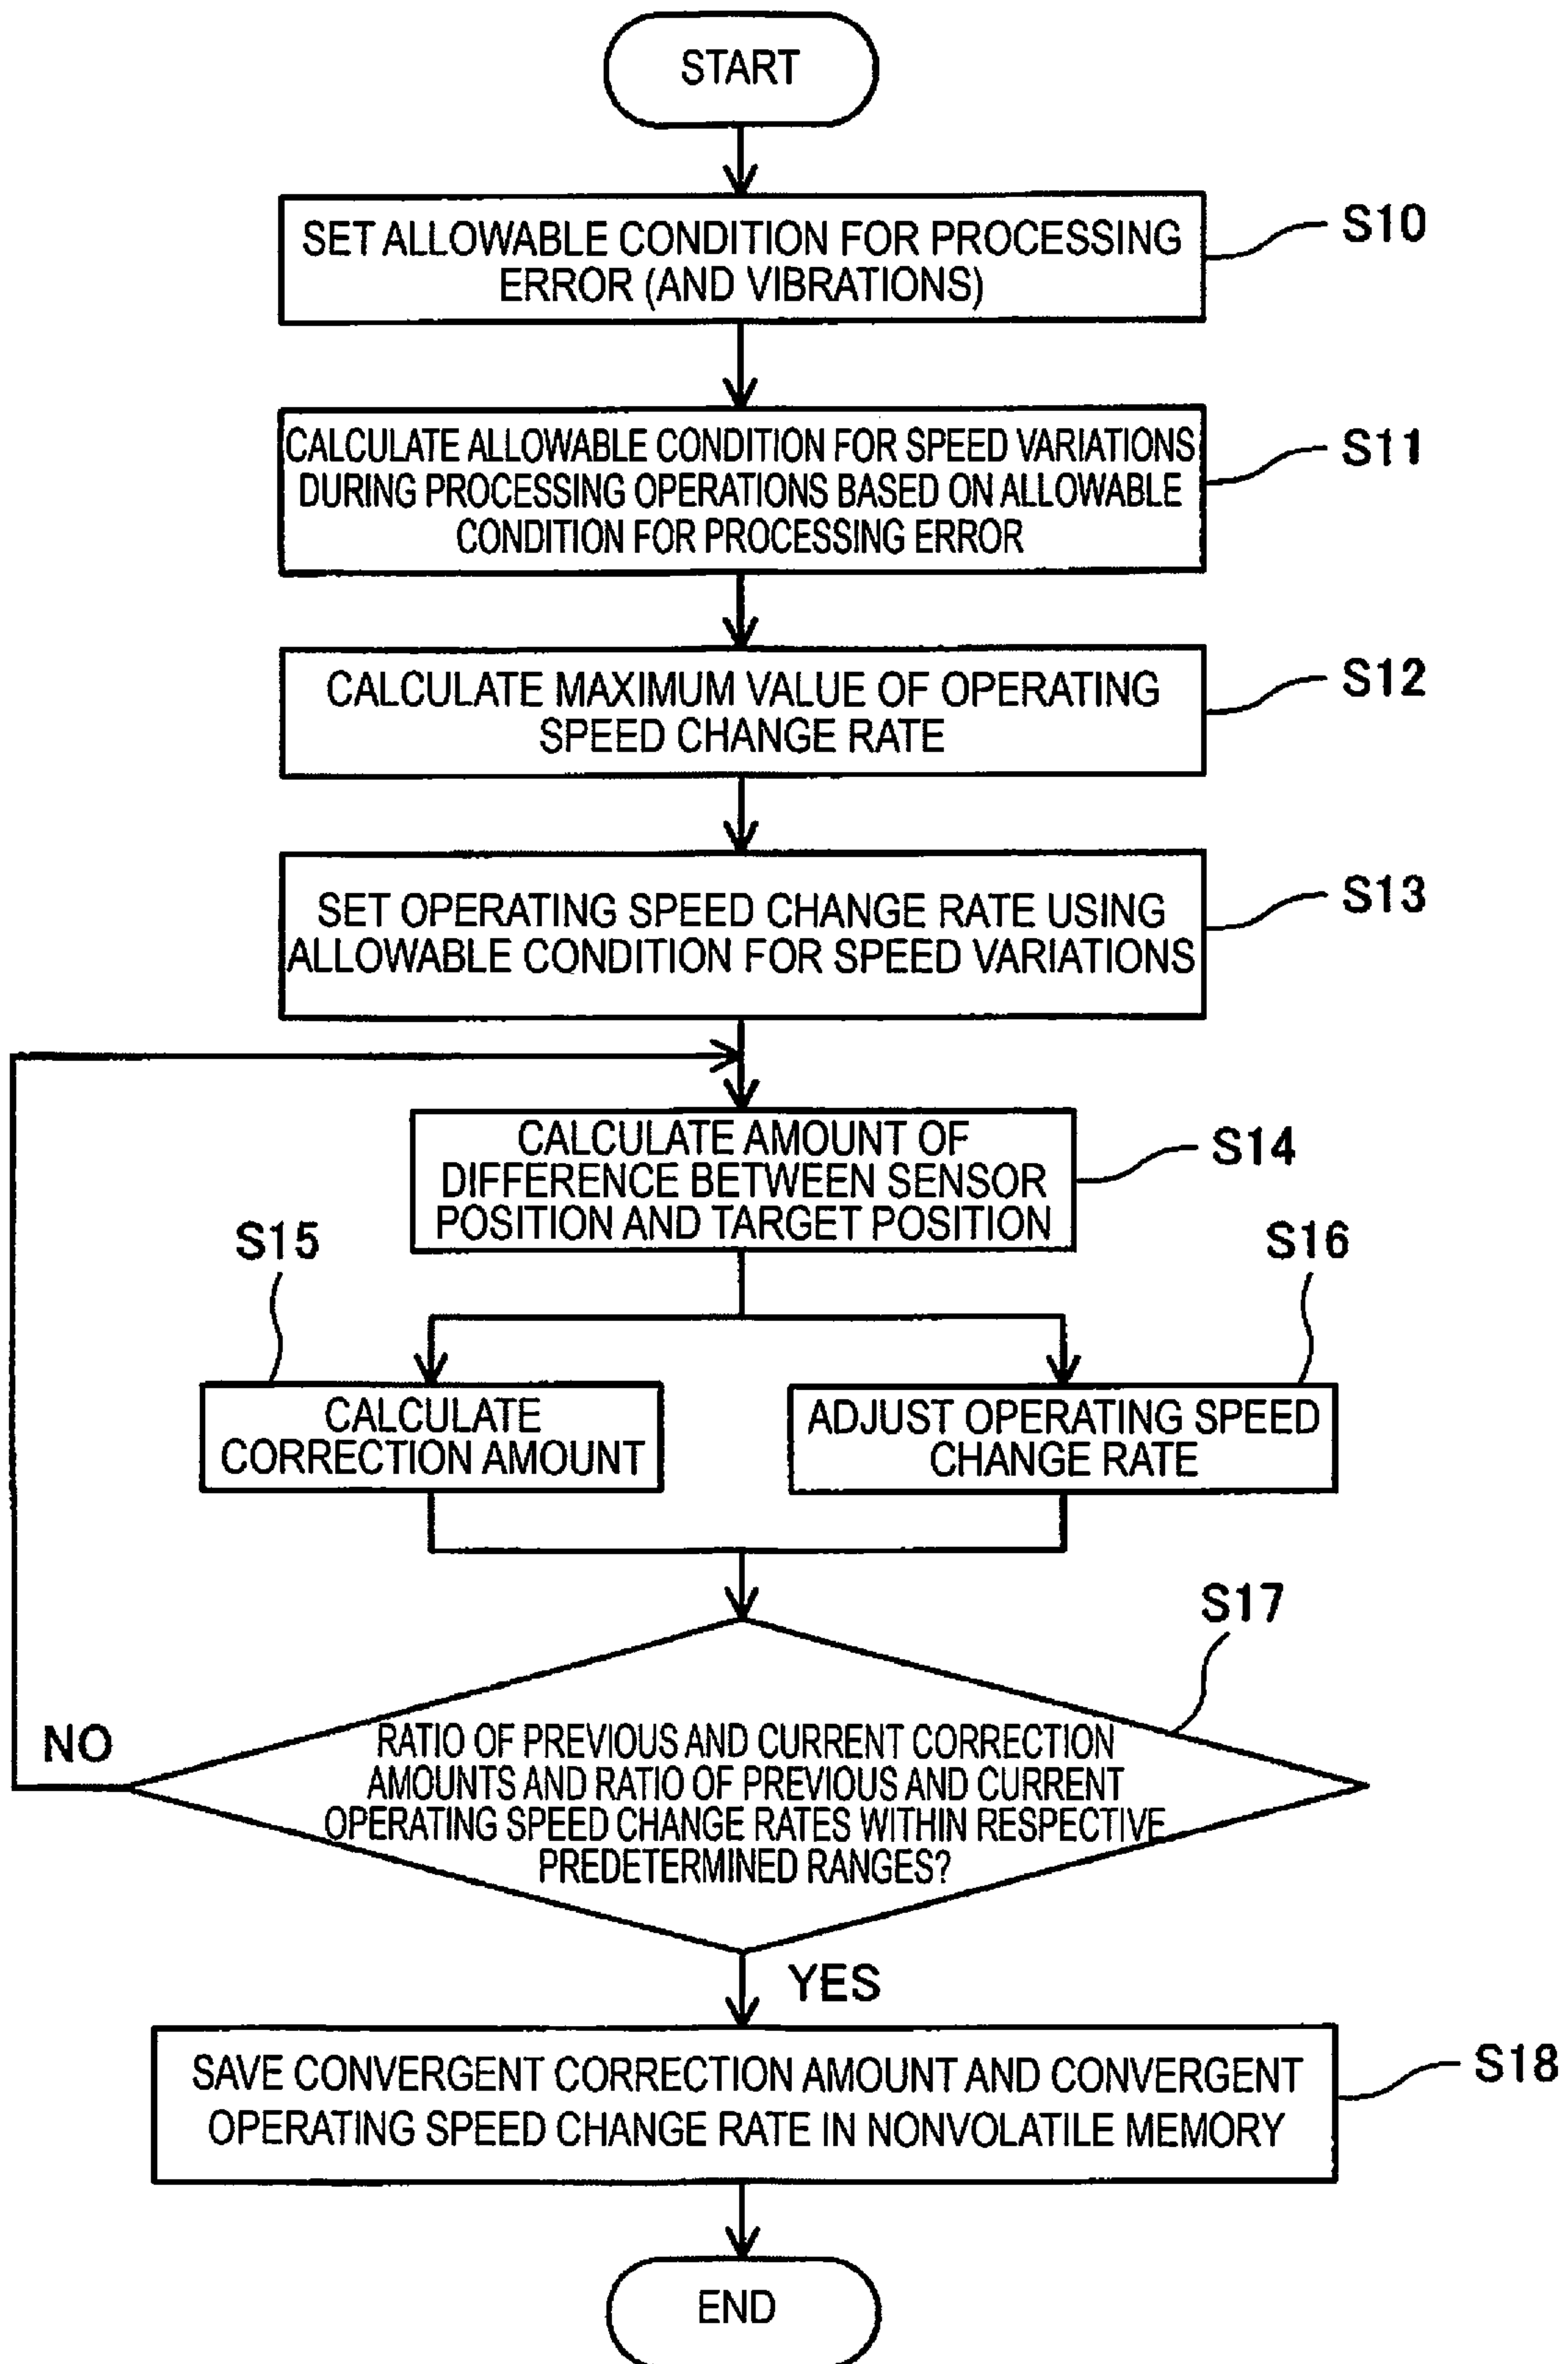 START
SET ALLOWABLE CONDITION FOR PROCESSING
ERROR (AND VIBRATIONS)
S10
CALCULATE ALLOWABLE CONDITION FOR SPEED VARIATIONS
DURING PROCESSING OPERATIONS BASED ON ALLOWABLE
CONDITION FOR PROCESSING ERROR
S11
CALCULATE MAXIMUM VALUE OF OPERATING
SPEED CHANGE RATE
S12
SET OPERATING SPEED CHANGE RATE USING
ALLOWABLE CONDITION FOR SPEED VARIATIONS
S13
CALCULATE AMOUNT OF
DIFFERENCE BETWEEN SENSOR
POSITION AND TARGET POSITION
S14
S15
CALCULATE
CORRECTION AMOUNT
S16
ADJUST OPERATING SPEED
CHANGE RATE
S17
NO
RATIO OF PREVIOUS AND CURRENT CORRECTION
AMOUNTS AND RATIO OF PREVIOUS AND CURRENT
OPERATING SPEED CHANGE RATES WITHIN RESPECTIVE
PREDETERMINED RANGES?
YES
SAVE CONVERGENT CORRECTION AMOUNT AND CONVERGENT
OPERATING SPEED CHANGE RATE IN NONVOLATILE MEMORY
S18
END